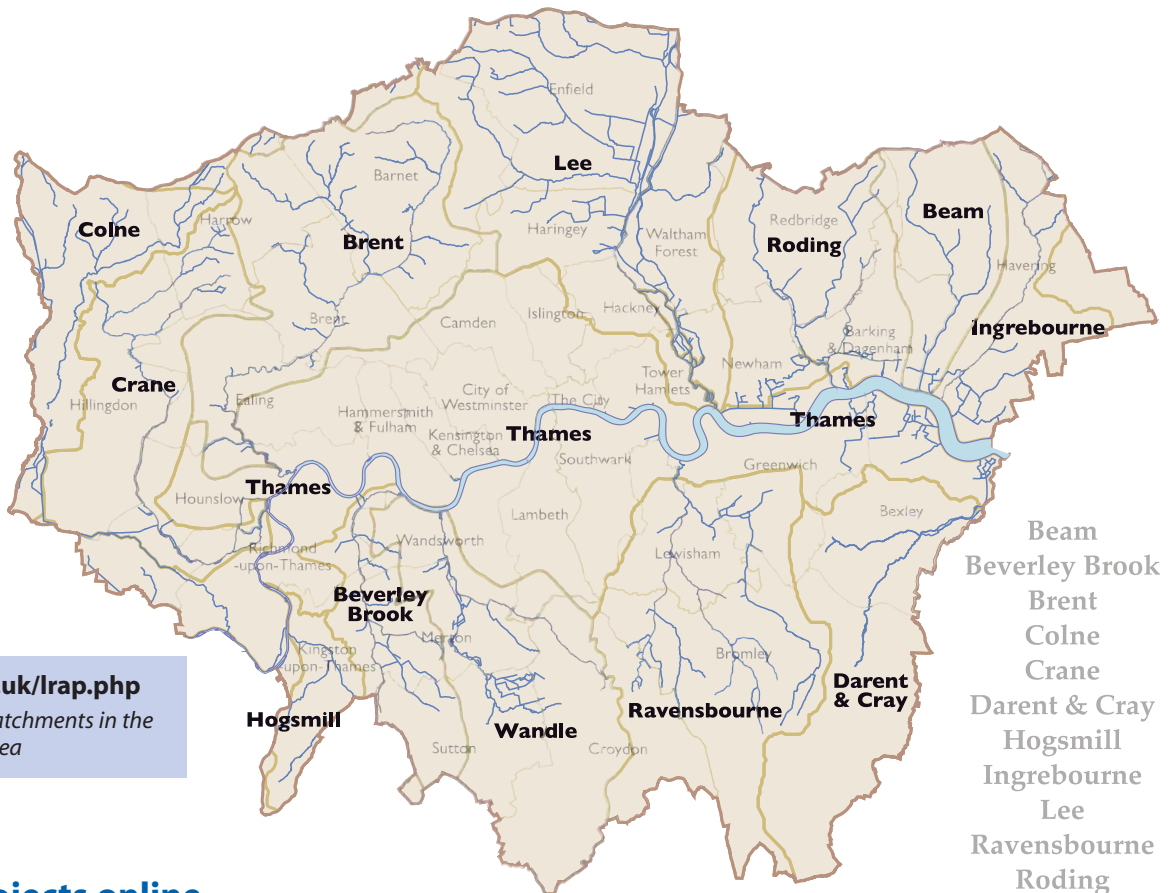 Enfield
Lee
Barnet
Colne
Harrow
Brent
Haringey
Waltham
Forest
Redbridge
Roding
Beam
Havering
Ingrebourne
Brent
Camden
Islington
Hackney
Barking
& Dagenham
Newham
Tower
Hamlets
Crane
Hillingdon
Ealing
Hammersmith
& Fulham
City of
Westminster
The City
Kensington
& Chelsea
Thames
Southwark
Thames
Greenwich
Thames
Hounslow
Lambeth
Bexley
Richmond
-upon-Thames
Wandsworth
Lewisham
Beverley
Brook
Merton
Kingston
-upon-Thames
Bromley
Darent
& Cray
Hogsmill
Wandle
Ravensbourne
Sutton
Croydon
.uk/lrap.php
atchments in the
ea
Beam
Beverley Brook
Brent
Colne
Crane
Darent & Cray
Hogsmill
Ingrebourne
Lee
Ravensbourne
Roding
ojects online